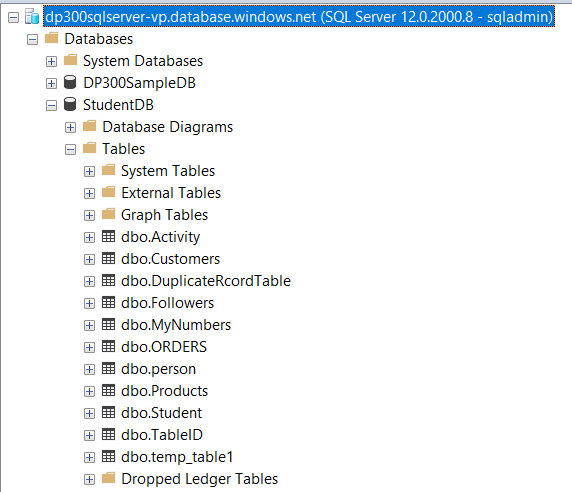 dp300sqlserver-vp.database.windows.net (SQL Server 12.0.2000.8 - sqladmin)
Databases
System Databases
DP300SampleDB
StudentDB
Database Diagrams
Tables
System Tables
External Tables
Graph Tables
dbo.Activity
dbo.Customers
dbo.DuplicateRcordTable
dbo.Followers
dbo.MyNumbers
dbo.ORDERS
dbo.person
dbo.Products
dbo.Student
dbo.TableID
dbo.temp_table1
Dropped Ledger Tables